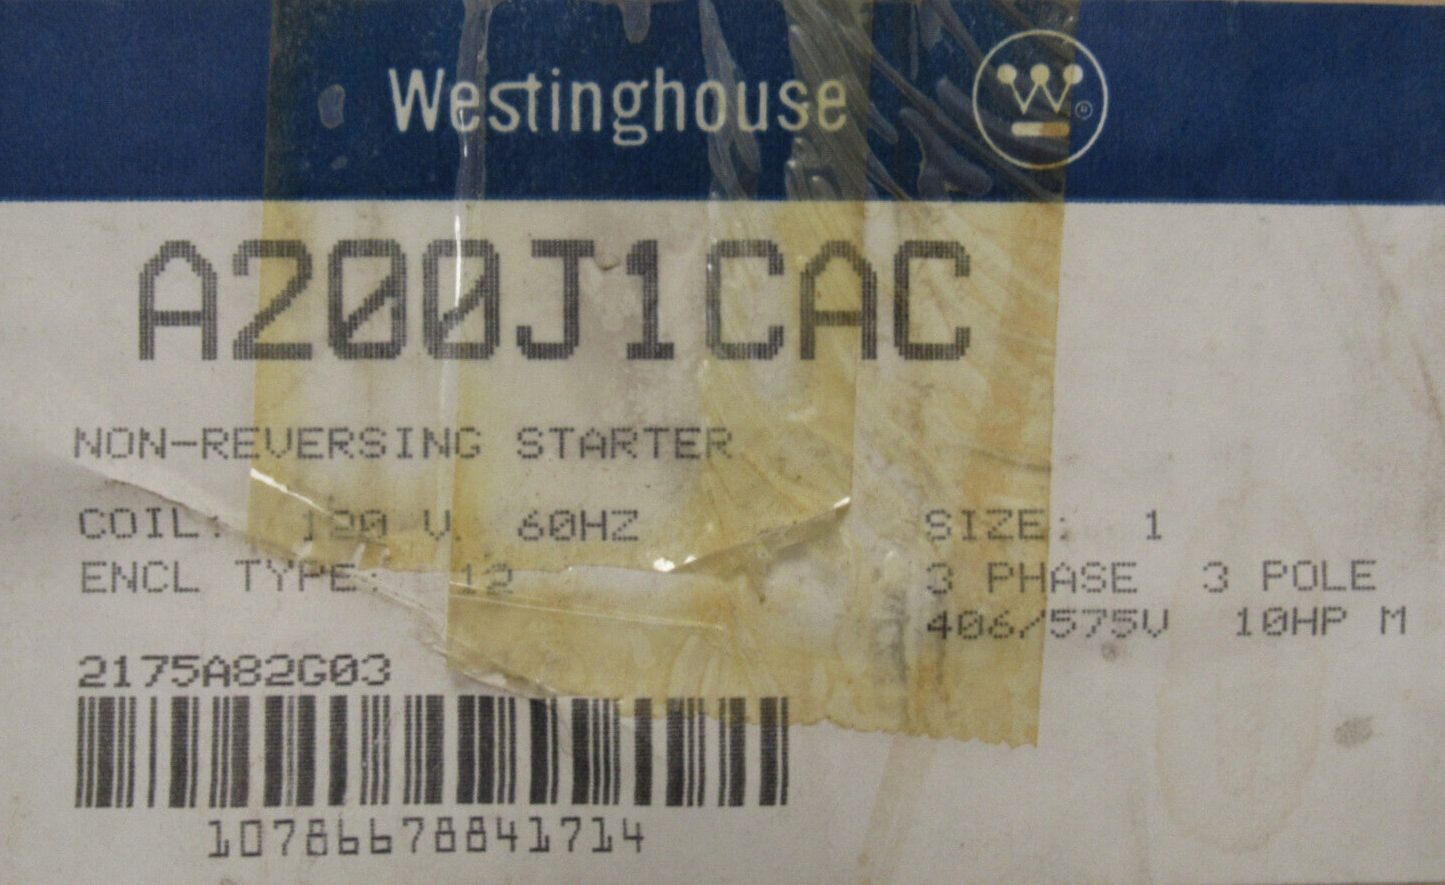 Westinghouse W ®
A200J1CAC
NON-REVERSING STARTER
COIL: 120 V 60HZ SIZE: 1
ENCL TYPE: 12 3 PHASE 3 POLE
406/575V 10HP M
2175A82G03
10786678841714